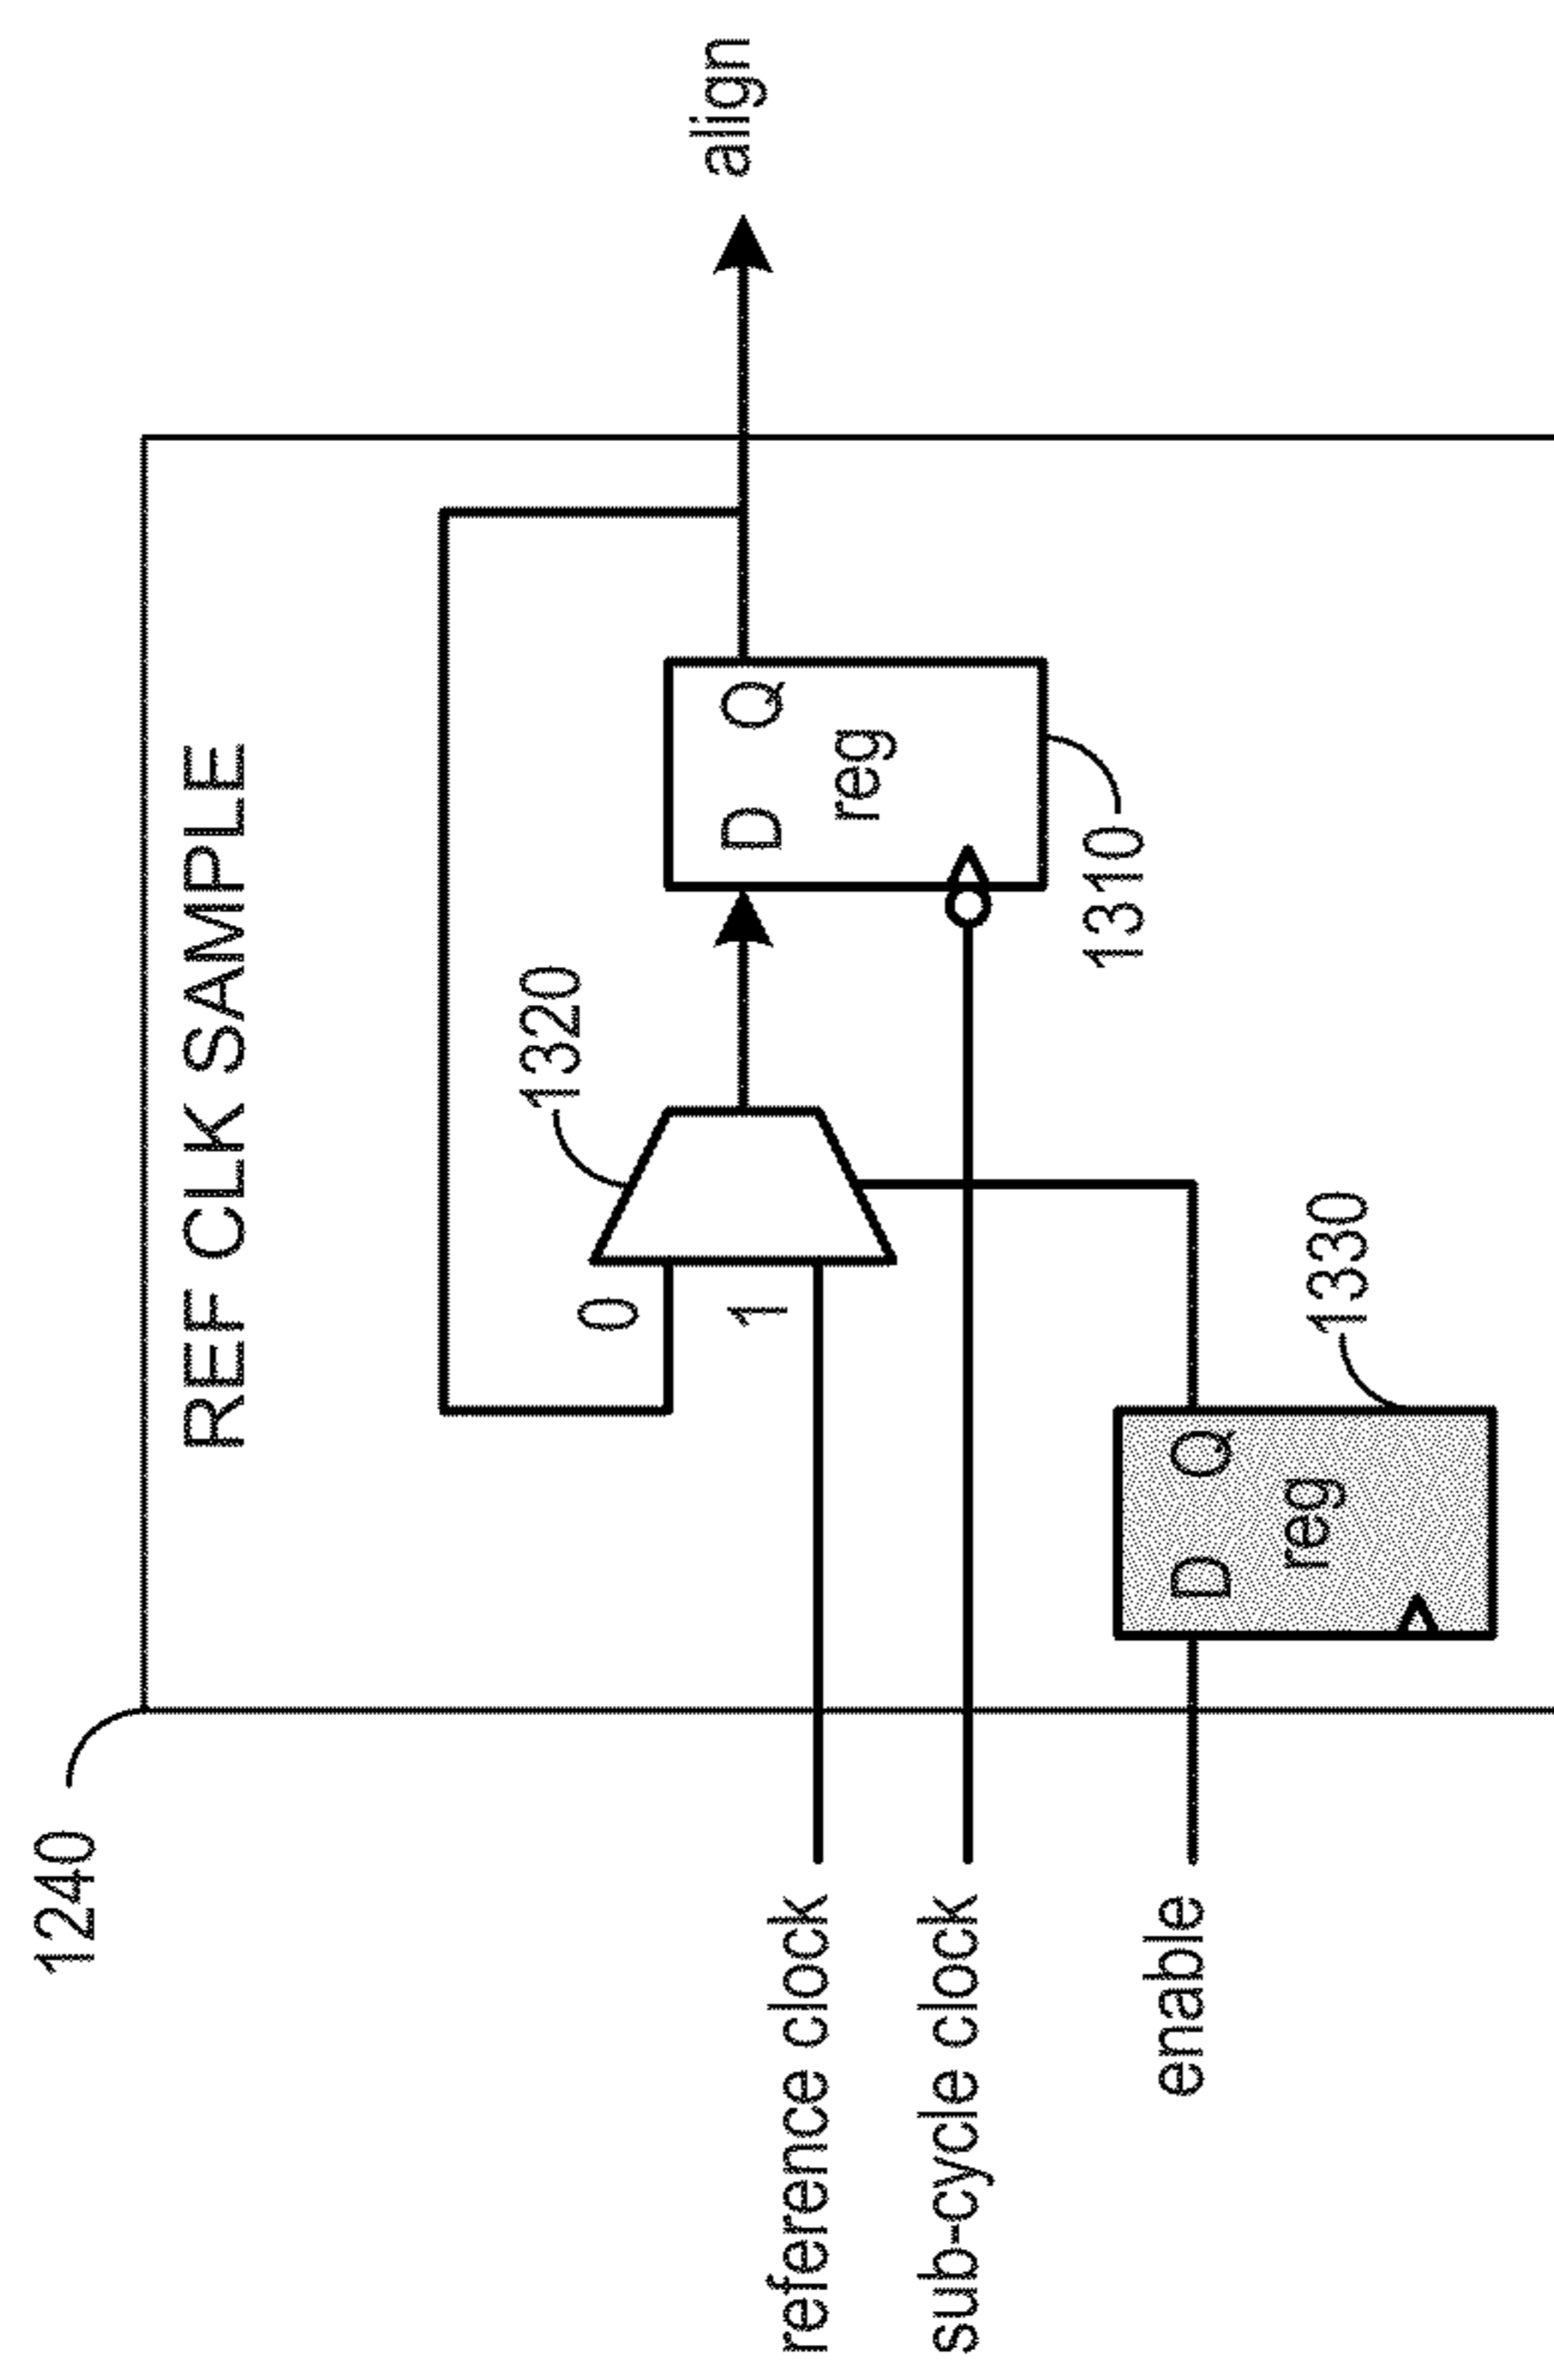 1240
REF CLK SAMPLE
1320
0
1
D Q
reg
1310
align
reference clock
sub-cycle clock
enable
D Q
reg
1330